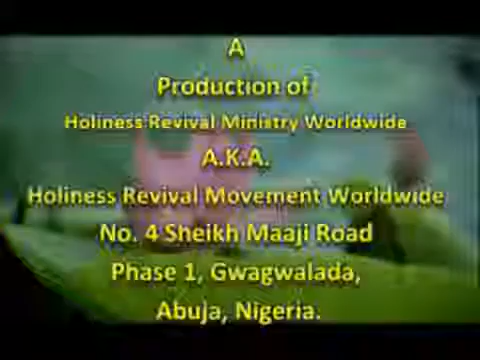 A
Production of
Holiness Revival Ministry Worldwide
A.K.A.
Holiness Revival Movement Worldwide
No. 4 Sheikh Maaji Road
Phase 1, Gwagwalada,
Abuja, Nigeria.